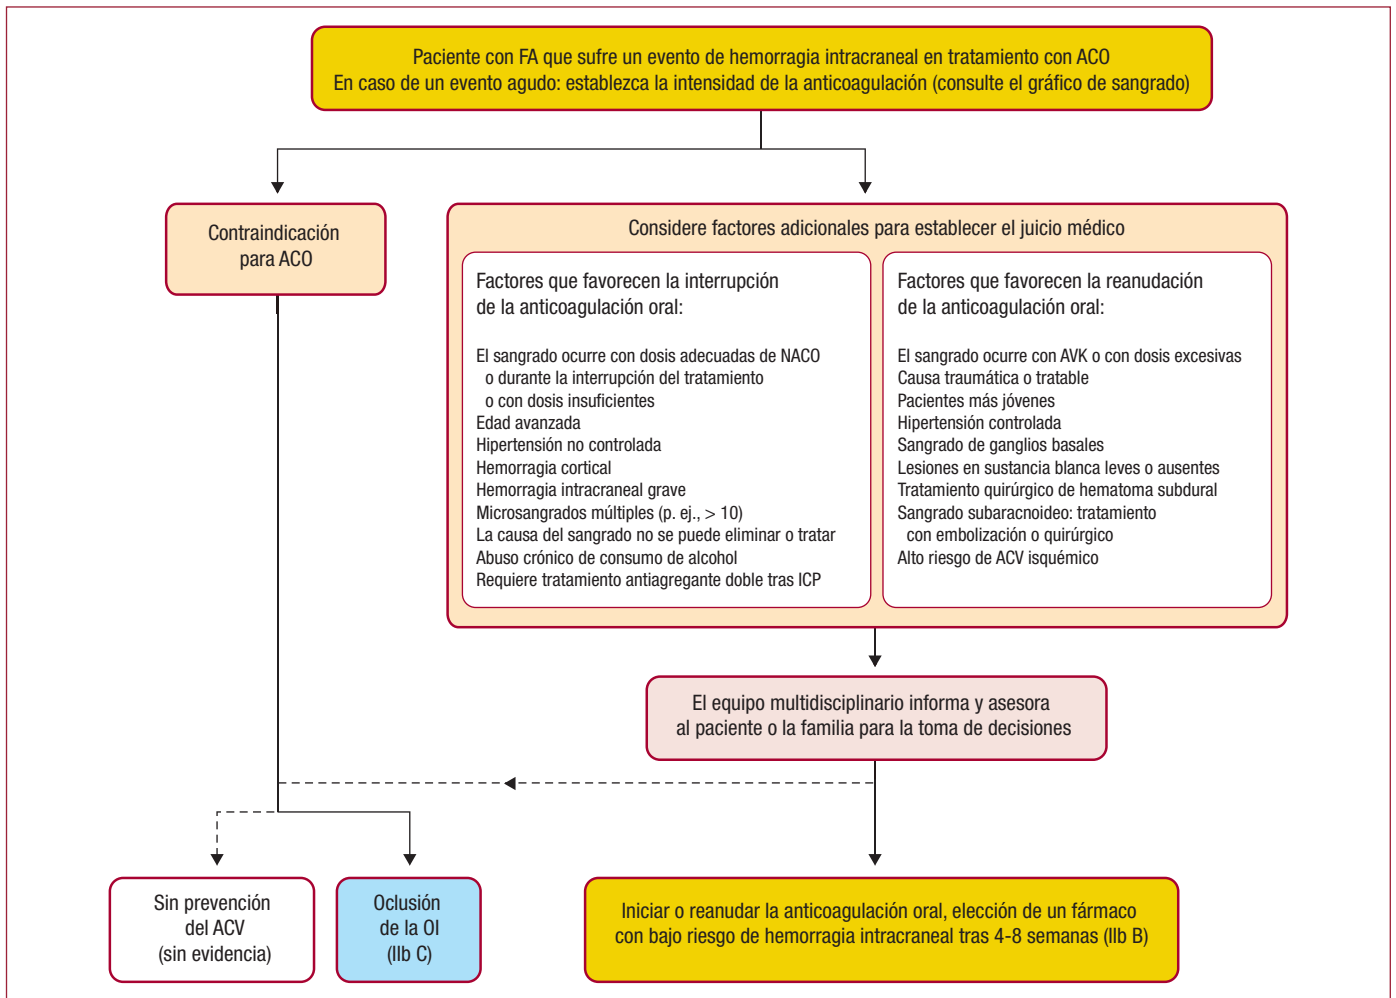 Paciente con FA que sufre un evento de hemorragia intracraneal en tratamiento con ACO
En caso de un evento agudo: establezca la intensidad de la anticoagulación (consulte el gráfico de sangrado)
Contraindicación
para ACO
Considere factores adicionales para establecer el juicio médico
Factores que favorecen la interrupción
de la anticoagulación oral:
El sangrado ocurre con dosis adecuadas de NACO
o durante la interrupción del tratamiento
o con dosis insuficientes
Edad avanzada
Hipertensión no controlada
Hemorragia cortical
Hemorragia intracraneal grave
Microsangrados múltiples (p. ej., > 10)
La causa del sangrado no se puede eliminar o tratar
Abuso crónico de consumo de alcohol
Requiere tratamiento antiagregante doble tras ICP
Factores que favorecen la reanudación
de la anticoagulación oral:
El sangrado ocurre con AVK o con dosis excesivas
Causa traumática o tratable
Pacientes más jóvenes
Hipertensión controlada
Sangrado de ganglios basales
Lesiones en sustancia blanca leves o ausentes
Tratamiento quirúrgico de hematoma subdural
Sangrado subaracnoideo: tratamiento
con embolización o quirúrgico
Alto riesgo de ACV isquémico
El equipo multidisciplinario informa y asesora
al paciente o la familia para la toma de decisiones
Sin prevención
del ACV
(sin evidencia)
Oclusión
de la OI
(IIb C)
Iniciar o reanudar la anticoagulación oral, elección de un fármaco
con bajo riesgo de hemorragia intracraneal tras 4-8 semanas (IIb B)